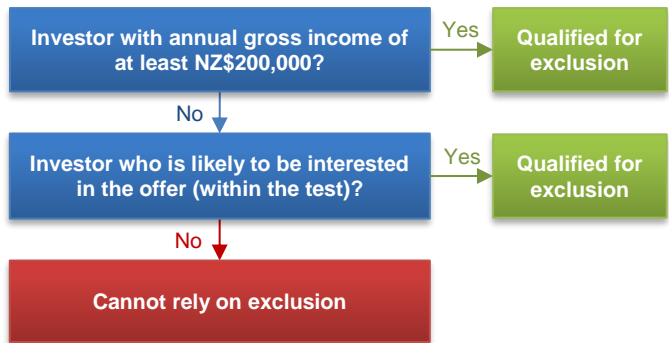 Investor with annual gross income of
at least NZ$200,000?
Yes
Qualified for
exclusion
No
Investor who is likely to be interested
in the offer (within the test)?
Yes
Qualified for
exclusion
No
Cannot rely on exclusion